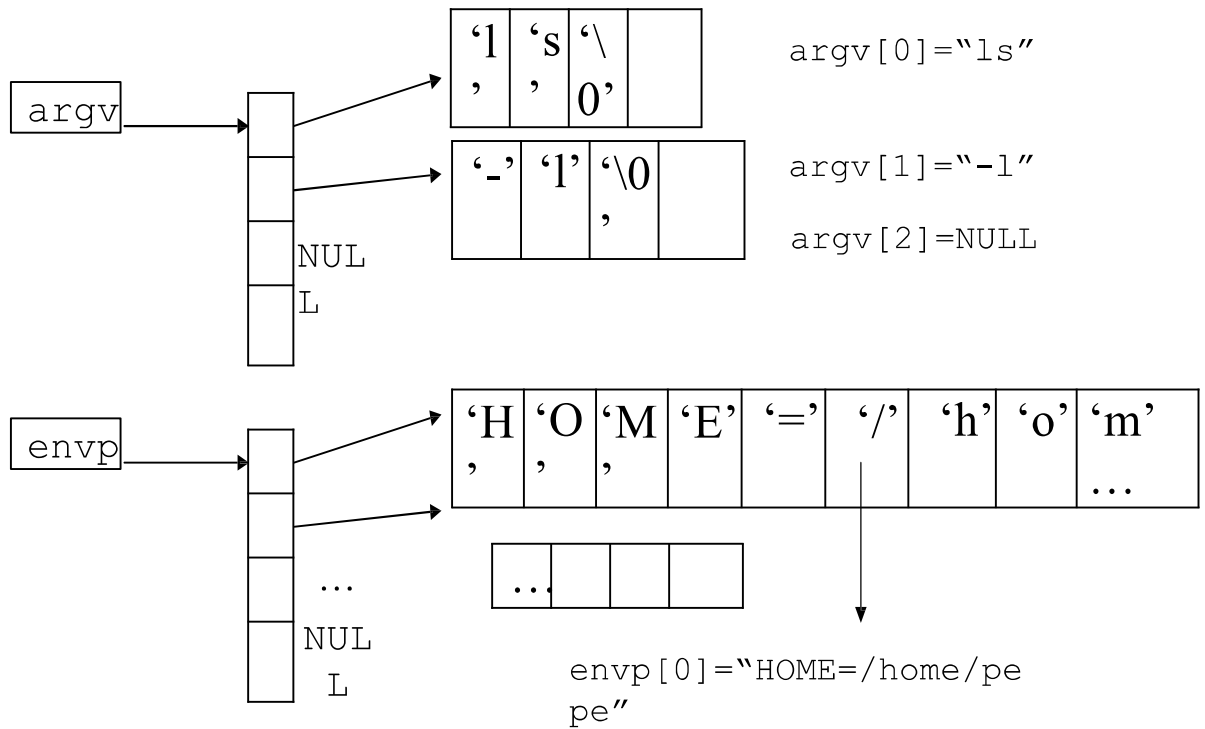 ‘l
’
‘s
’
‘\
0’
argv[0]=“ls”
argv
‘-’ ‘l’ ‘\0
’
argv[1]=“-l”
argv[2]=NULL
NUL
L
‘H
’
‘O
’
‘M
’
‘E’ ‘=’ ‘/’ ‘h’ ‘o’ ‘m’
…
envp
…
…
NUL
L
envp[0]=“HOME=/home/pe
pe”